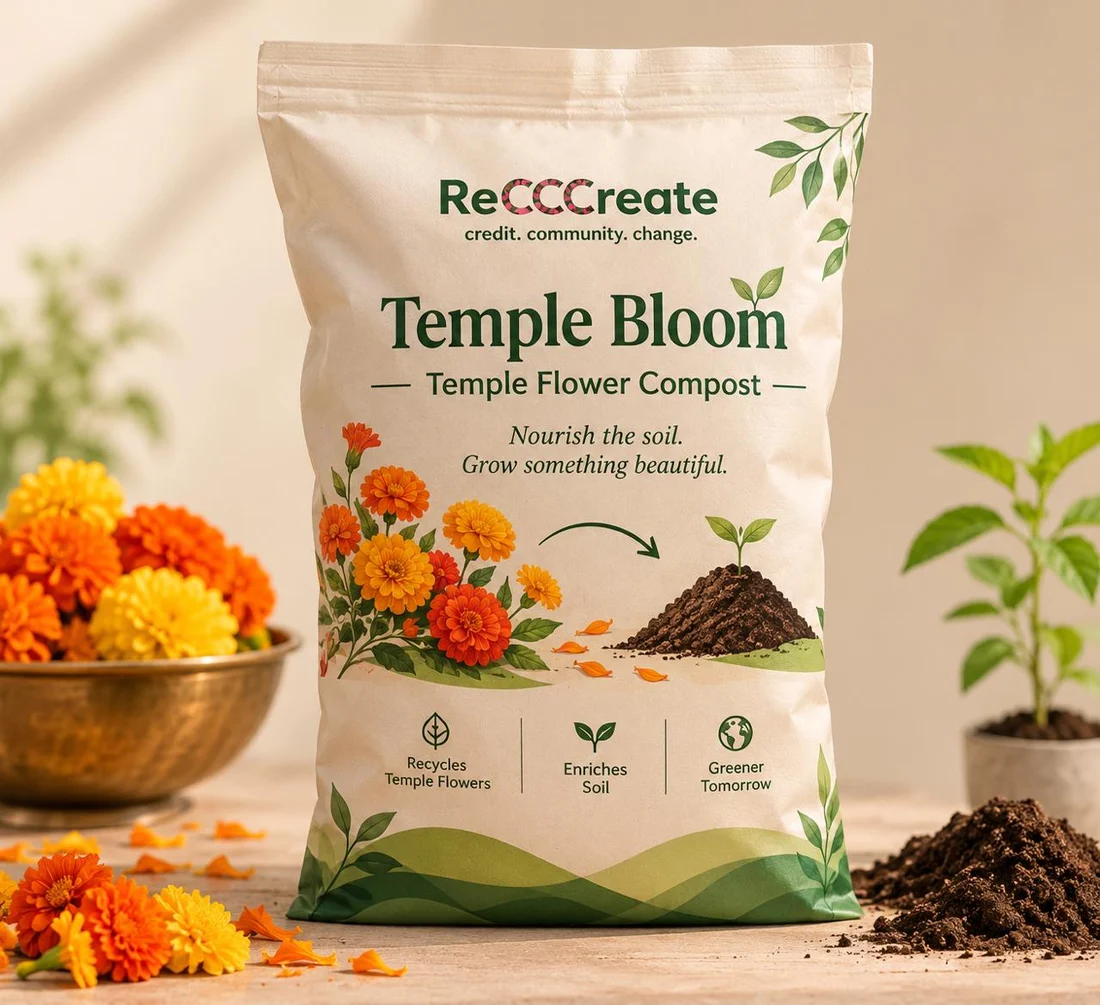 ReCCCreate
credit. community. change.
Temple Bloom
Temple Flower Compost
Nourish the soil.
Grow something beautiful.
Recycles
Temple Flowers
Enriches
Soil
Greener
Tomorrow